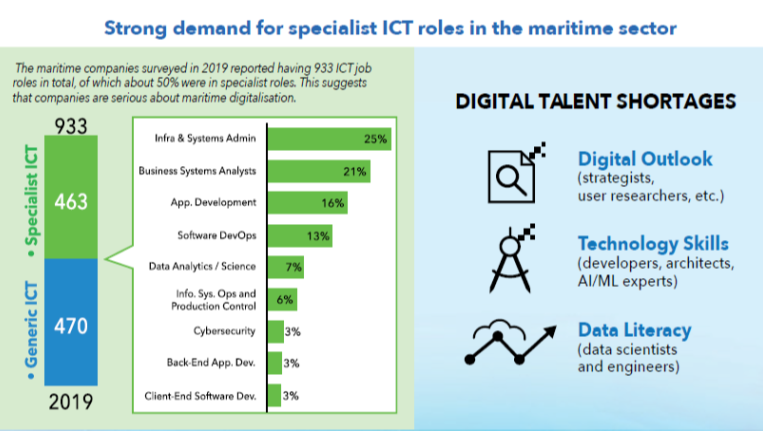 Strong demand for specialist ICT roles in the maritime sector
The maritime companies surveyed in 2019 reported having 933 ICT job
roles in total, of which about 50% were in specialist roles. This suggests
that companies are serious about maritime digitalisation.
933
• Specialist ICT
463
• Generic ICT
470
2019
Infra & Systems Admin
25%
Business Systems Analysts
21%
App. Development
16%
Software DevOps
13%
Data Analytics / Science
7%
Info. Sys. Ops and
Production Control
6%
Cybersecurity
3%
Back-End App. Dev.
3%
Client-End Software Dev.
3%
DIGITAL TALENT SHORTAGES
Digital Outlook
(strategists,
user researchers, etc.)
Technology Skills
(developers, architects,
AI/ML experts)
Data Literacy
(data scientists
and engineers)